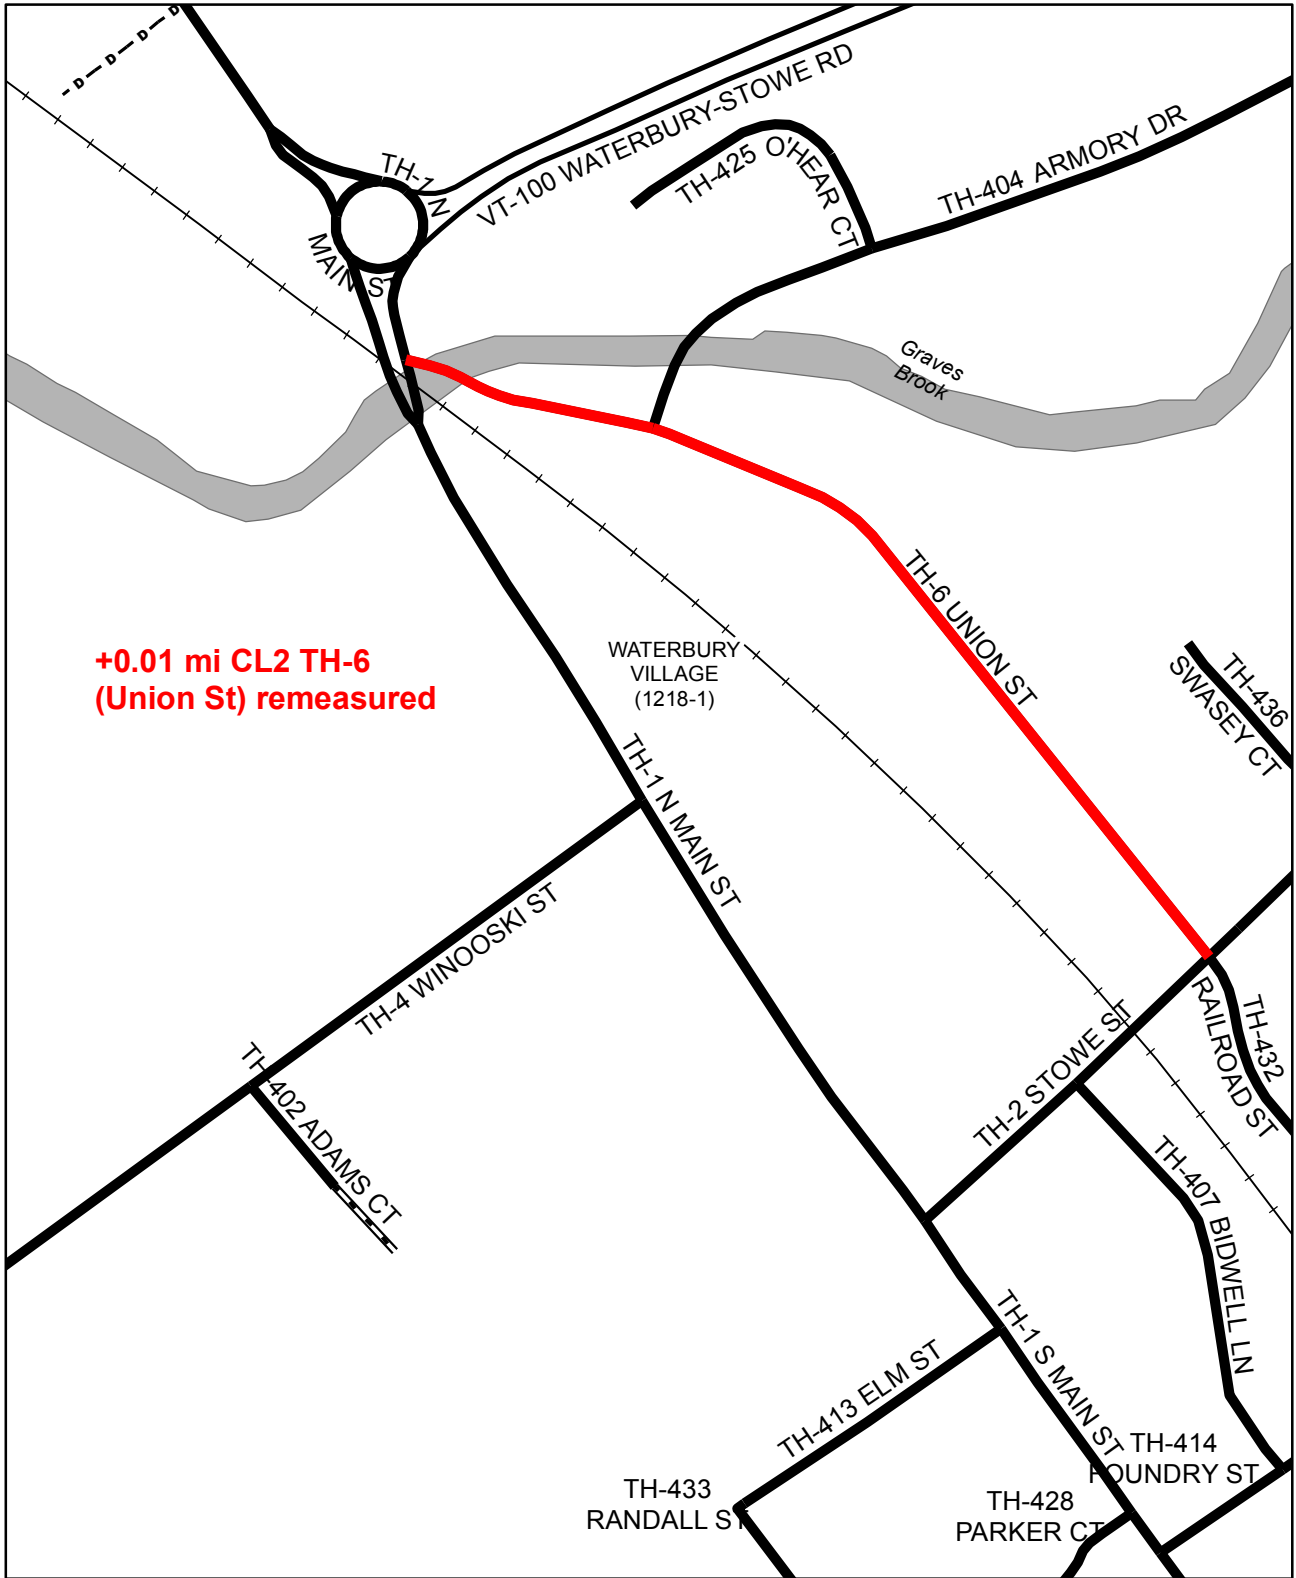 D D D D
TH-1 N
MAIN ST
VT-100 WATERBURY-STOWE RD
TH-425 O'HEAR CT
TH-404 ARMORY DR
Graves
Brook
TH-6 UNION ST
+0.01 mi CL2 TH-6
(Union St) remeasured
WATERBURY
VILLAGE
(1218-1)
TH-436
SWASEY CT
TH-1 N MAIN ST
TH-4 WINOOSKI ST
TH-402 ADAMS CT
TH-2 STOWE ST
TH-432
RAILROAD ST
TH-407 BIDWELL LN
TH-1 S MAIN ST
TH-413 ELM ST
TH-414
FOUNDRY ST
TH-433
RANDALL ST
TH-428
PARKER CT